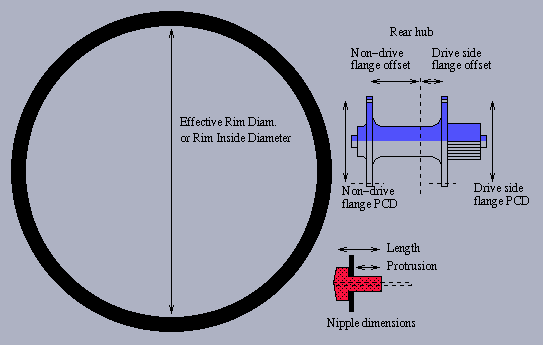 Rear hub
Non-drive
flange offset
Drive side
flange offset
Effective Rim Diam.
or Rim Inside Diameter
Non-drive
flange PCD
Drive side
flange PCD
Length
Protrusion
Nipple dimensions